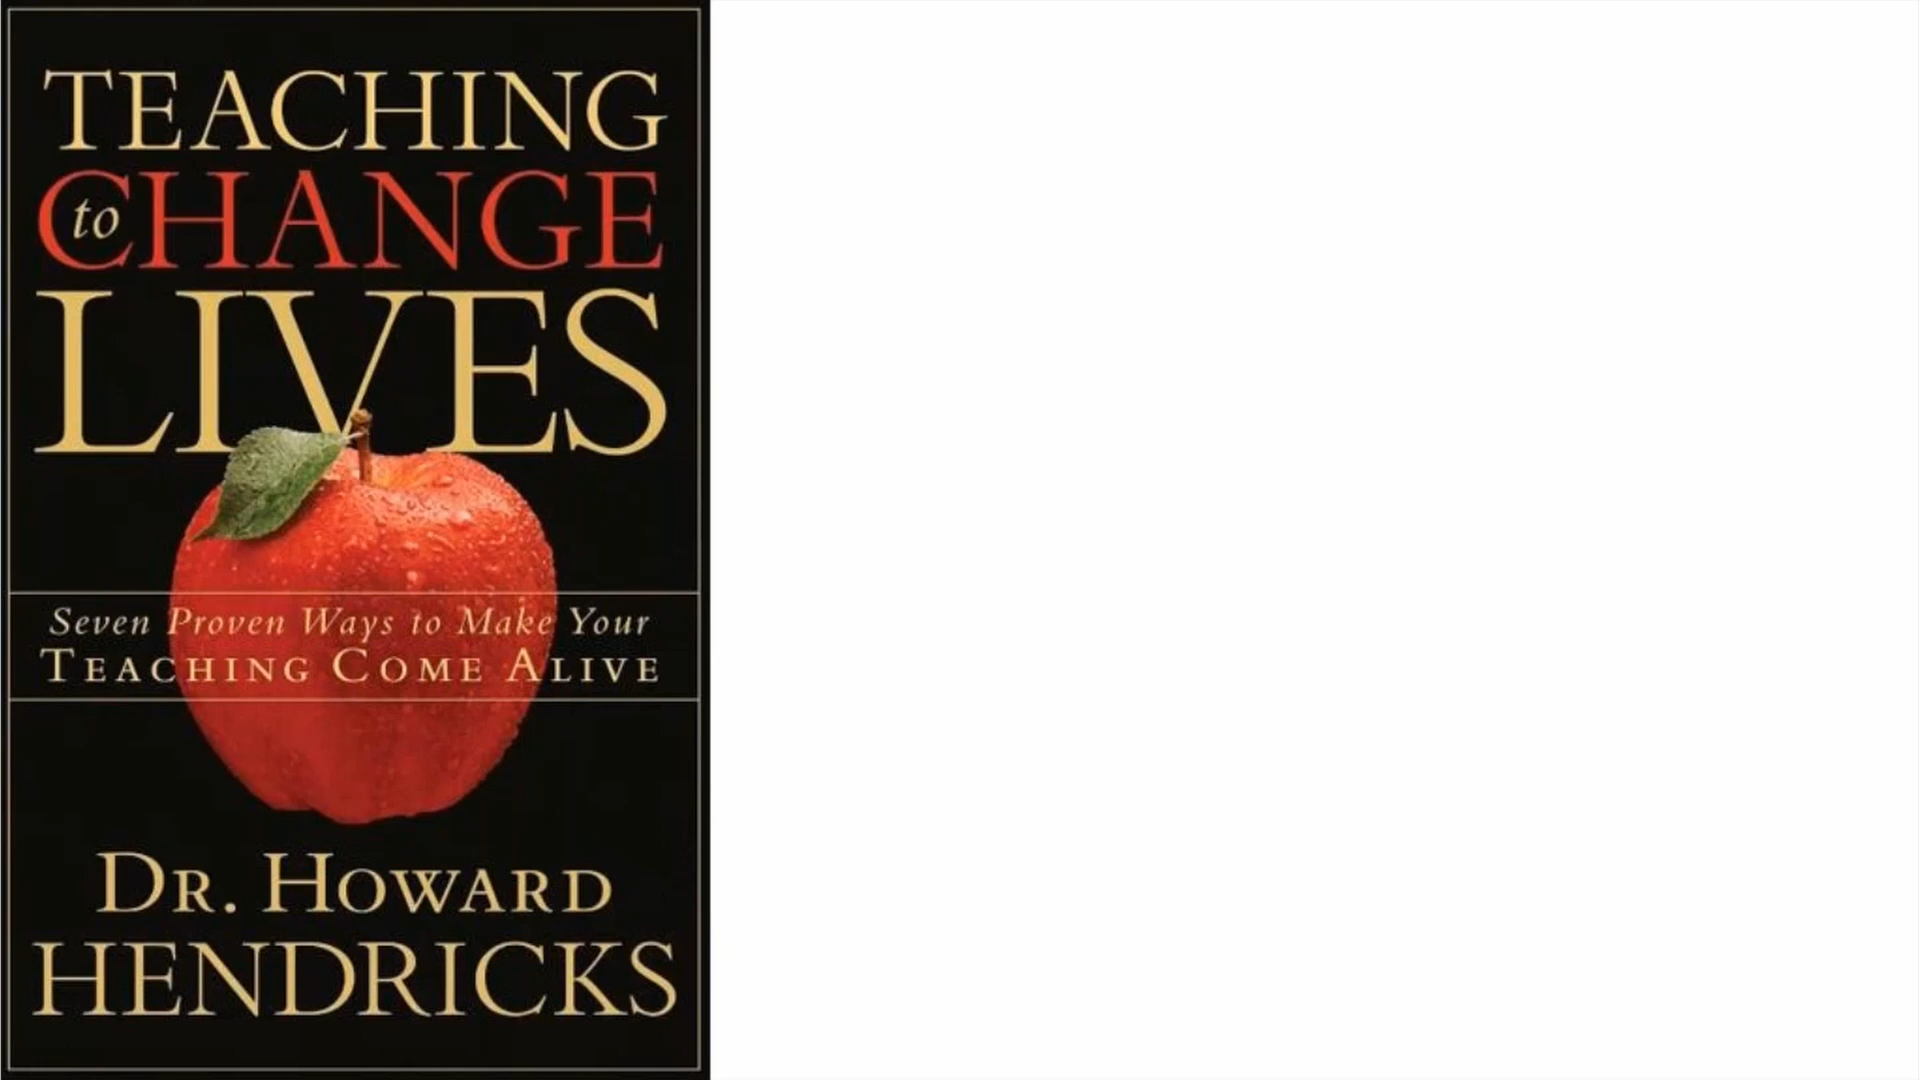 TEACHING
to CHANGE
LIVES
Seven Proven Ways to Make Your
TEACHING COME ALIVE
DR. HOWARD
HENDRICKS